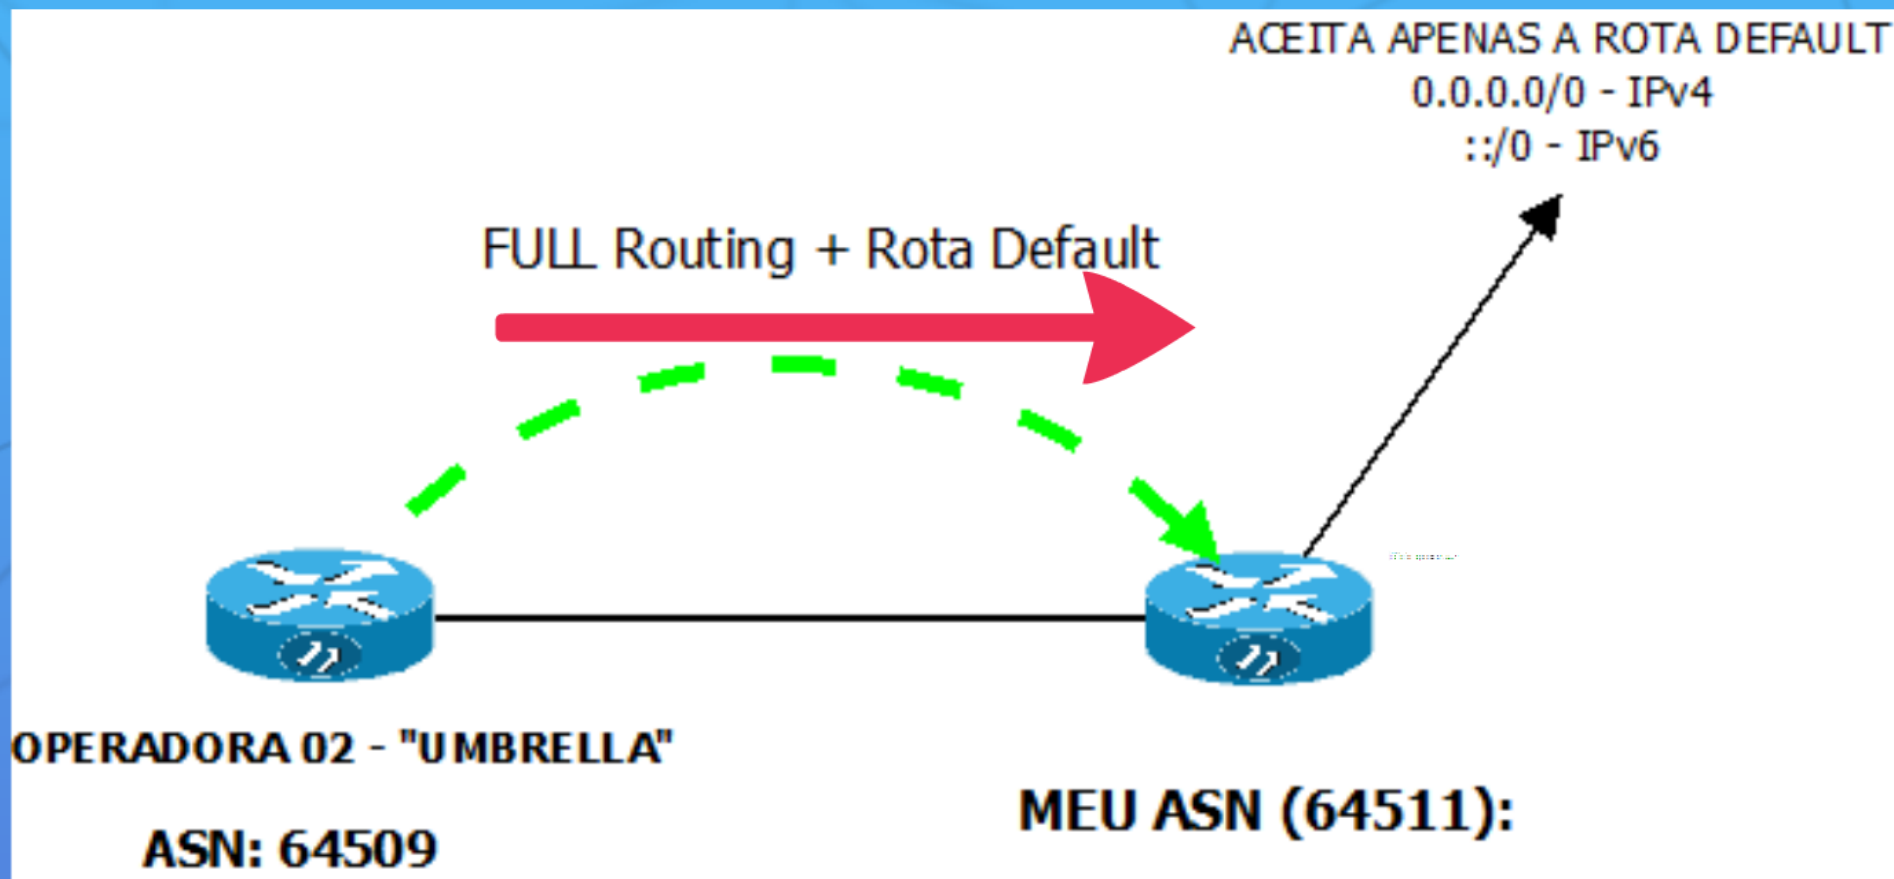 ACEITA APENAS A ROTA DEFAULT
0.0.0.0/0 - IPv4
::/0 - IPv6
FULL Routing + Rota Default
OPERADORA 02 - "UMBRELLA"
ASN: 64509
MEU ASN (64511):